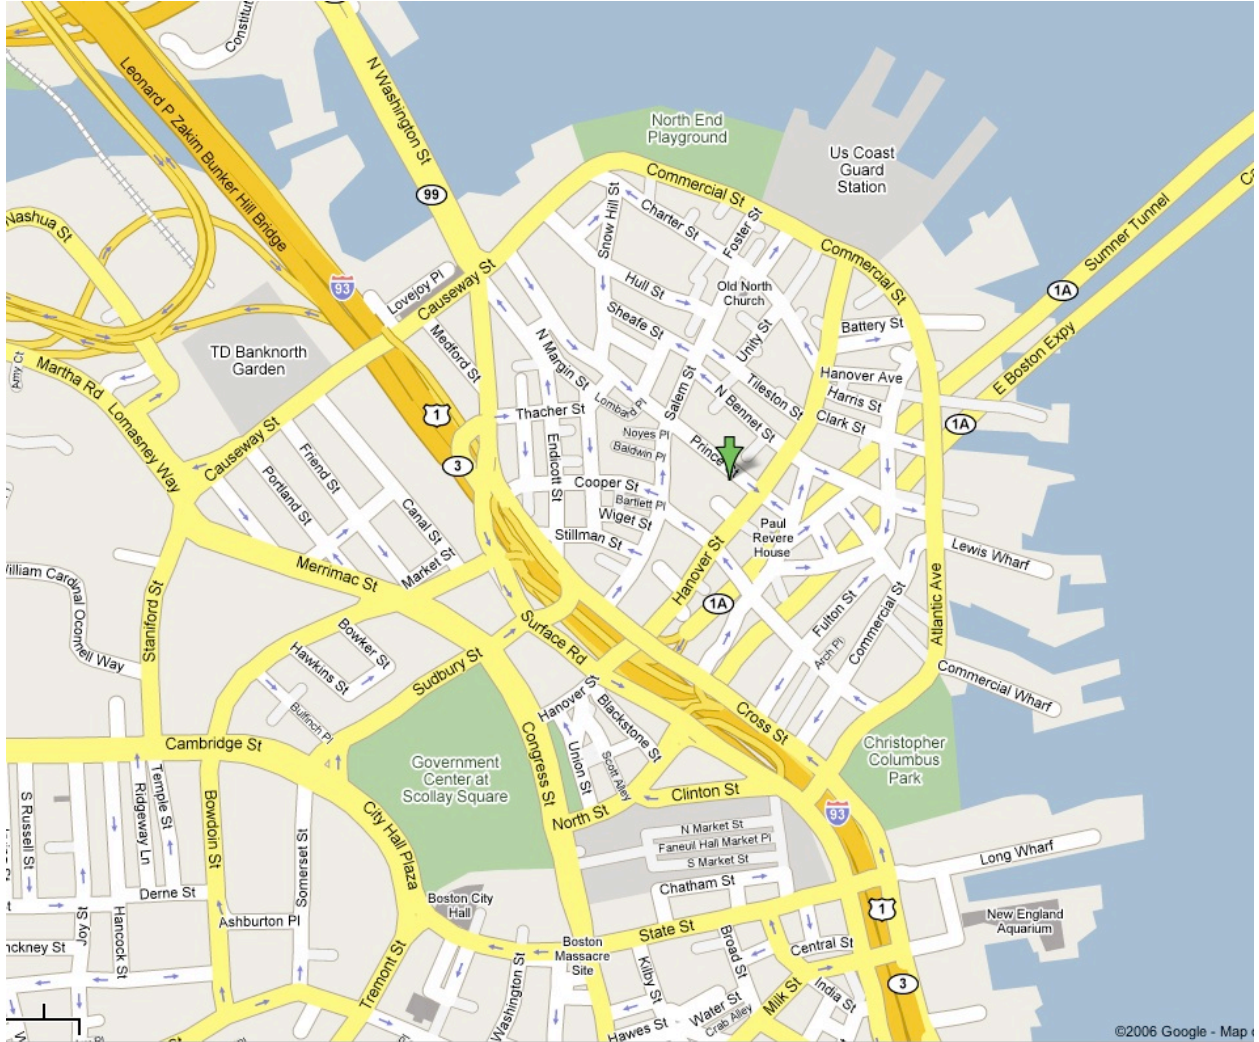 Constitut
Leonard P Zakim Bunker Hill Bridge
N Washington St
99
North End
Playground
Us Coast
Guard
Station
Commercial St
Charter St
Foster St
Snow Hill St
Nashua St
93
Lovejoy Pl
Causeway St
Hull St
Old North
Church
Commercial St
Sumner Tunnel
1A
E Boston Expy
Sheafe St
Unity St
Battery St
TD Banknorth
Garden
Medford St
N Margin St
Amy Ct
Martha Rd
Lomasney Way
Hanover Ave
Tileston St
Harris St
Salem St
N Bennet St
Clark St
1
Thacher St
Lombard Pl
1A
Noyes Pl
Baldwin Pl
Prince
Causeway St
Friend St
3
Endicott St
Cooper St
Portland St
Bartlett Pl
Canal St
Wiget St
Stillman St
Paul
Revere
House
Lewis Wharf
Merrimac St
Market St
Hanover St
1A
William Cardinal Oconnell Way
Staniford St
Fulton St
Commercial St
Atlantic Ave
Surface Rd
Bowker St
Hawkins St
Arch Pl
Sudbury St
Commercial Wharf
Hanover St
Bulfinch Pl
Blackstone St
Cross St
Cambridge St
Congress St
Union St
Scott Alley
Christopher
Columbus
Park
Government
Center at
Scollay Square
S Russell St
Ridgeway Ln
Temple St
Bowdoin St
Clinton St
North St
City Hall Plaza
93
N Market St
Faneuil Hall Market Pl
S Market St
Long Wharf
Somerset St
Derne St
Chatham St
Boston City
Hall
1
Joy St
Hancock St
Ashburton Pl
New England
Aquarium
State St
nckney St
Boston
Massacre
Site
Broad St
Central St
Tremont St
Washington St
Kilby St
3
Milk St
India St
Water St
Crab Alley
Hawes St
©2006 Google - Map